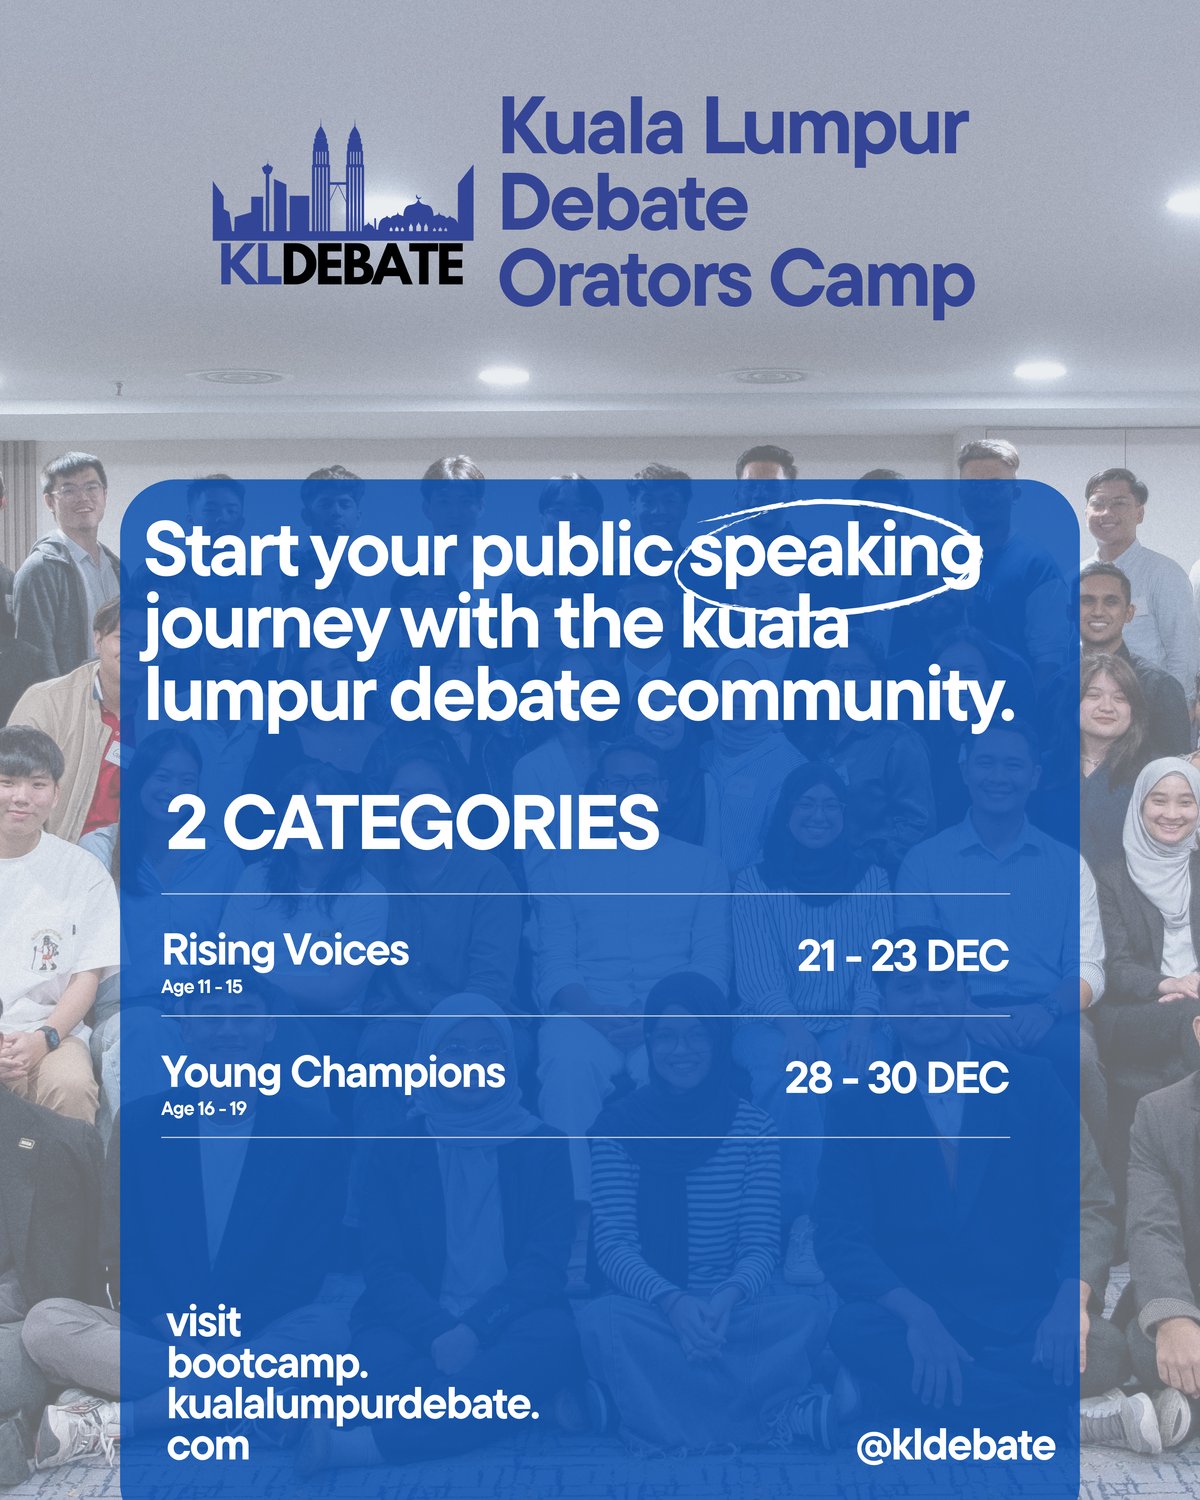 KLDEBATE
Kuala Lumpur
Debate
Orators Camp
Start your public speaking
journey with the kuala
lumpur debate community.
2 CATEGORIES
Rising Voices
Age 11 - 15
21 - 23 DEC
Young Champions
Age 16 - 19
28 - 30 DEC
visit
bootcamp.
kualalumpurdebate.
com
@kldebate